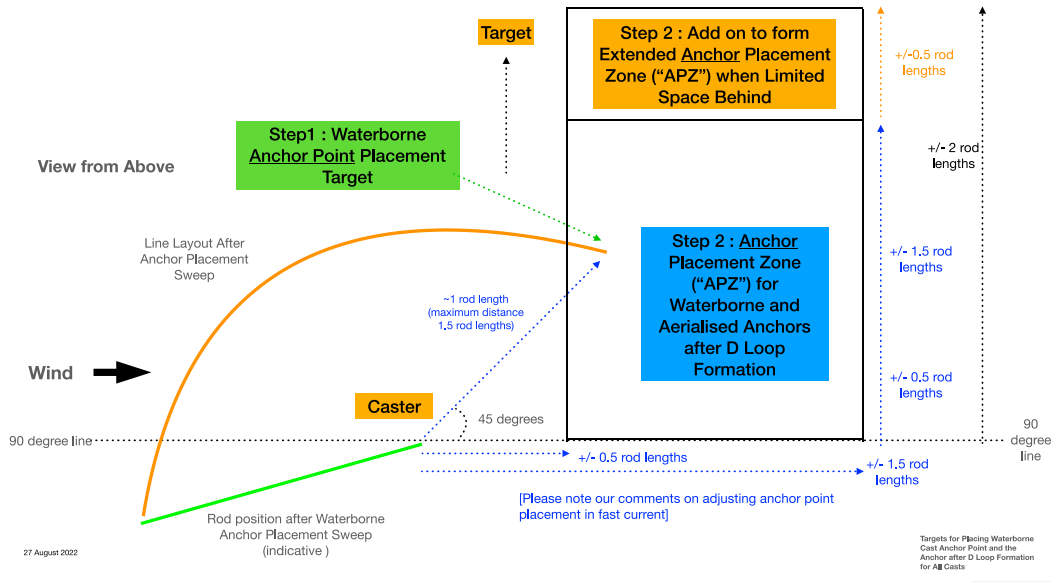 Target
Step 2 : Add on to form
Extended Anchor Placement
Zone (“APZ”) when Limited
Space Behind
+/-0.5 rod
lengths
Step1 : Waterborne
Anchor Point Placement
Target
+/- 2 rod
lengths
View from Above
Line Layout After
Anchor Placement
Sweep
Step 2 : Anchor
Placement Zone
(“APZ”) for
Waterborne and
Aerialised Anchors
after D Loop
Formation
+/- 1.5 rod
lengths
~1 rod length
(maximum distance
1.5 rod lengths)
Wind
+/- 0.5 rod
lengths
Caster
45 degrees
90 degree line
90
degree
line
+/- 0.5 rod lengths
+/- 1.5 rod
lengths
[Please note our comments on adjusting anchor point
placement in fast current]
Rod position after Waterborne
Anchor Placement Sweep
(indicative )
27 August 2022
Targets for Placing Waterborne
Cast Anchor Point and the
Anchor after D Loop Formation
for All Casts